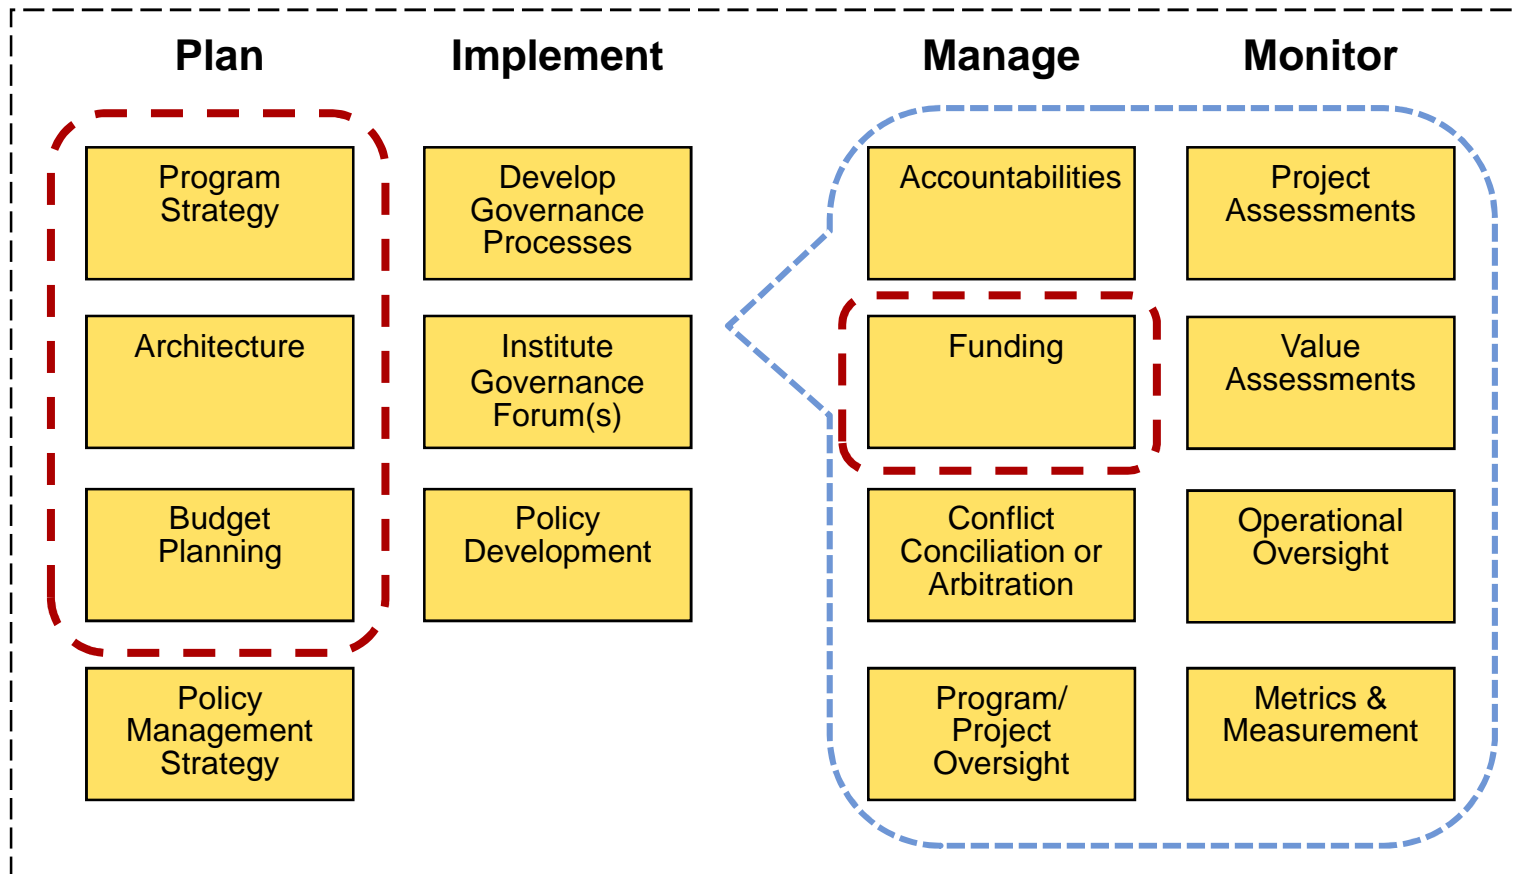 Plan
Implement
Manage
Monitor
Program
Strategy
Develop
Governance
Processes
Accountabilities
Project
Assessments
Architecture
Institute
Governance
Forum(s)
Funding
Value
Assessments
Budget
Planning
Policy
Development
Conflict
Conciliation or
Arbitration
Operational
Oversight
Policy
Management
Strategy
Program/
Project
Oversight
Metrics &
Measurement